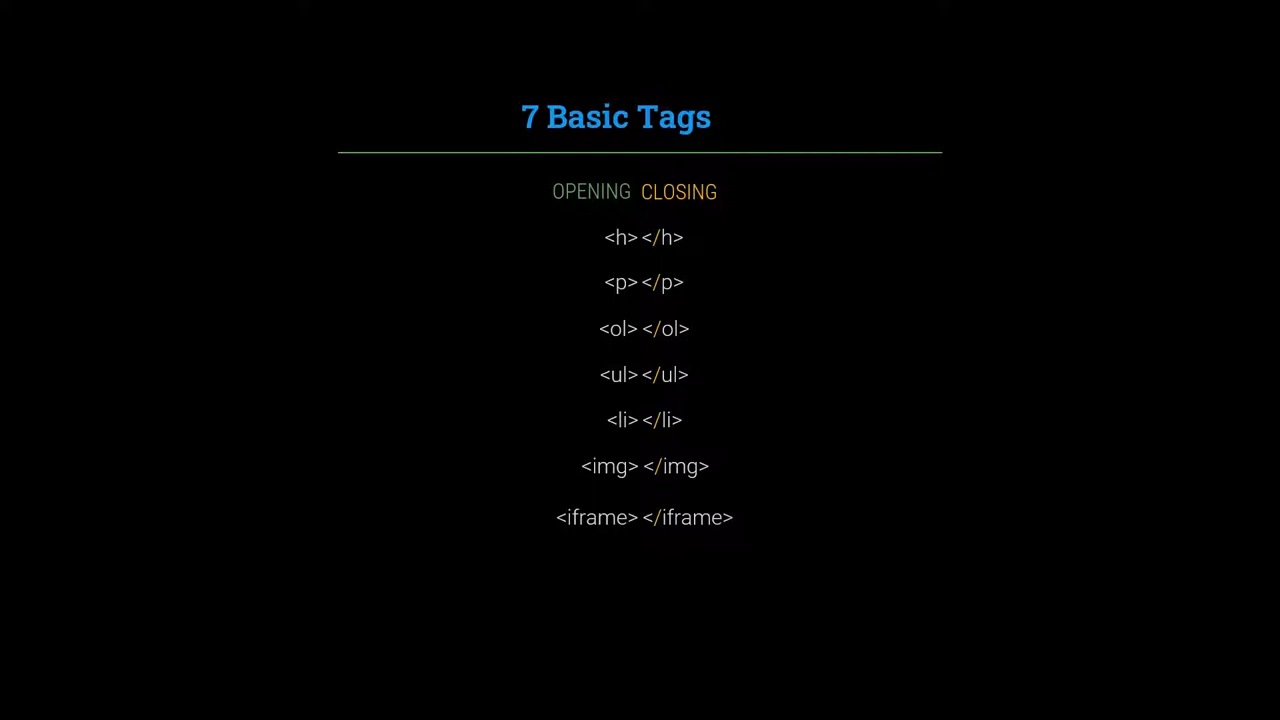 7 Basic Tags
OPENING CLOSING
<h> </h>
<p> </p>
<ol> </ol>
<ul> </ul>
<li> </li>
<img> </img>
<iframe> </iframe>